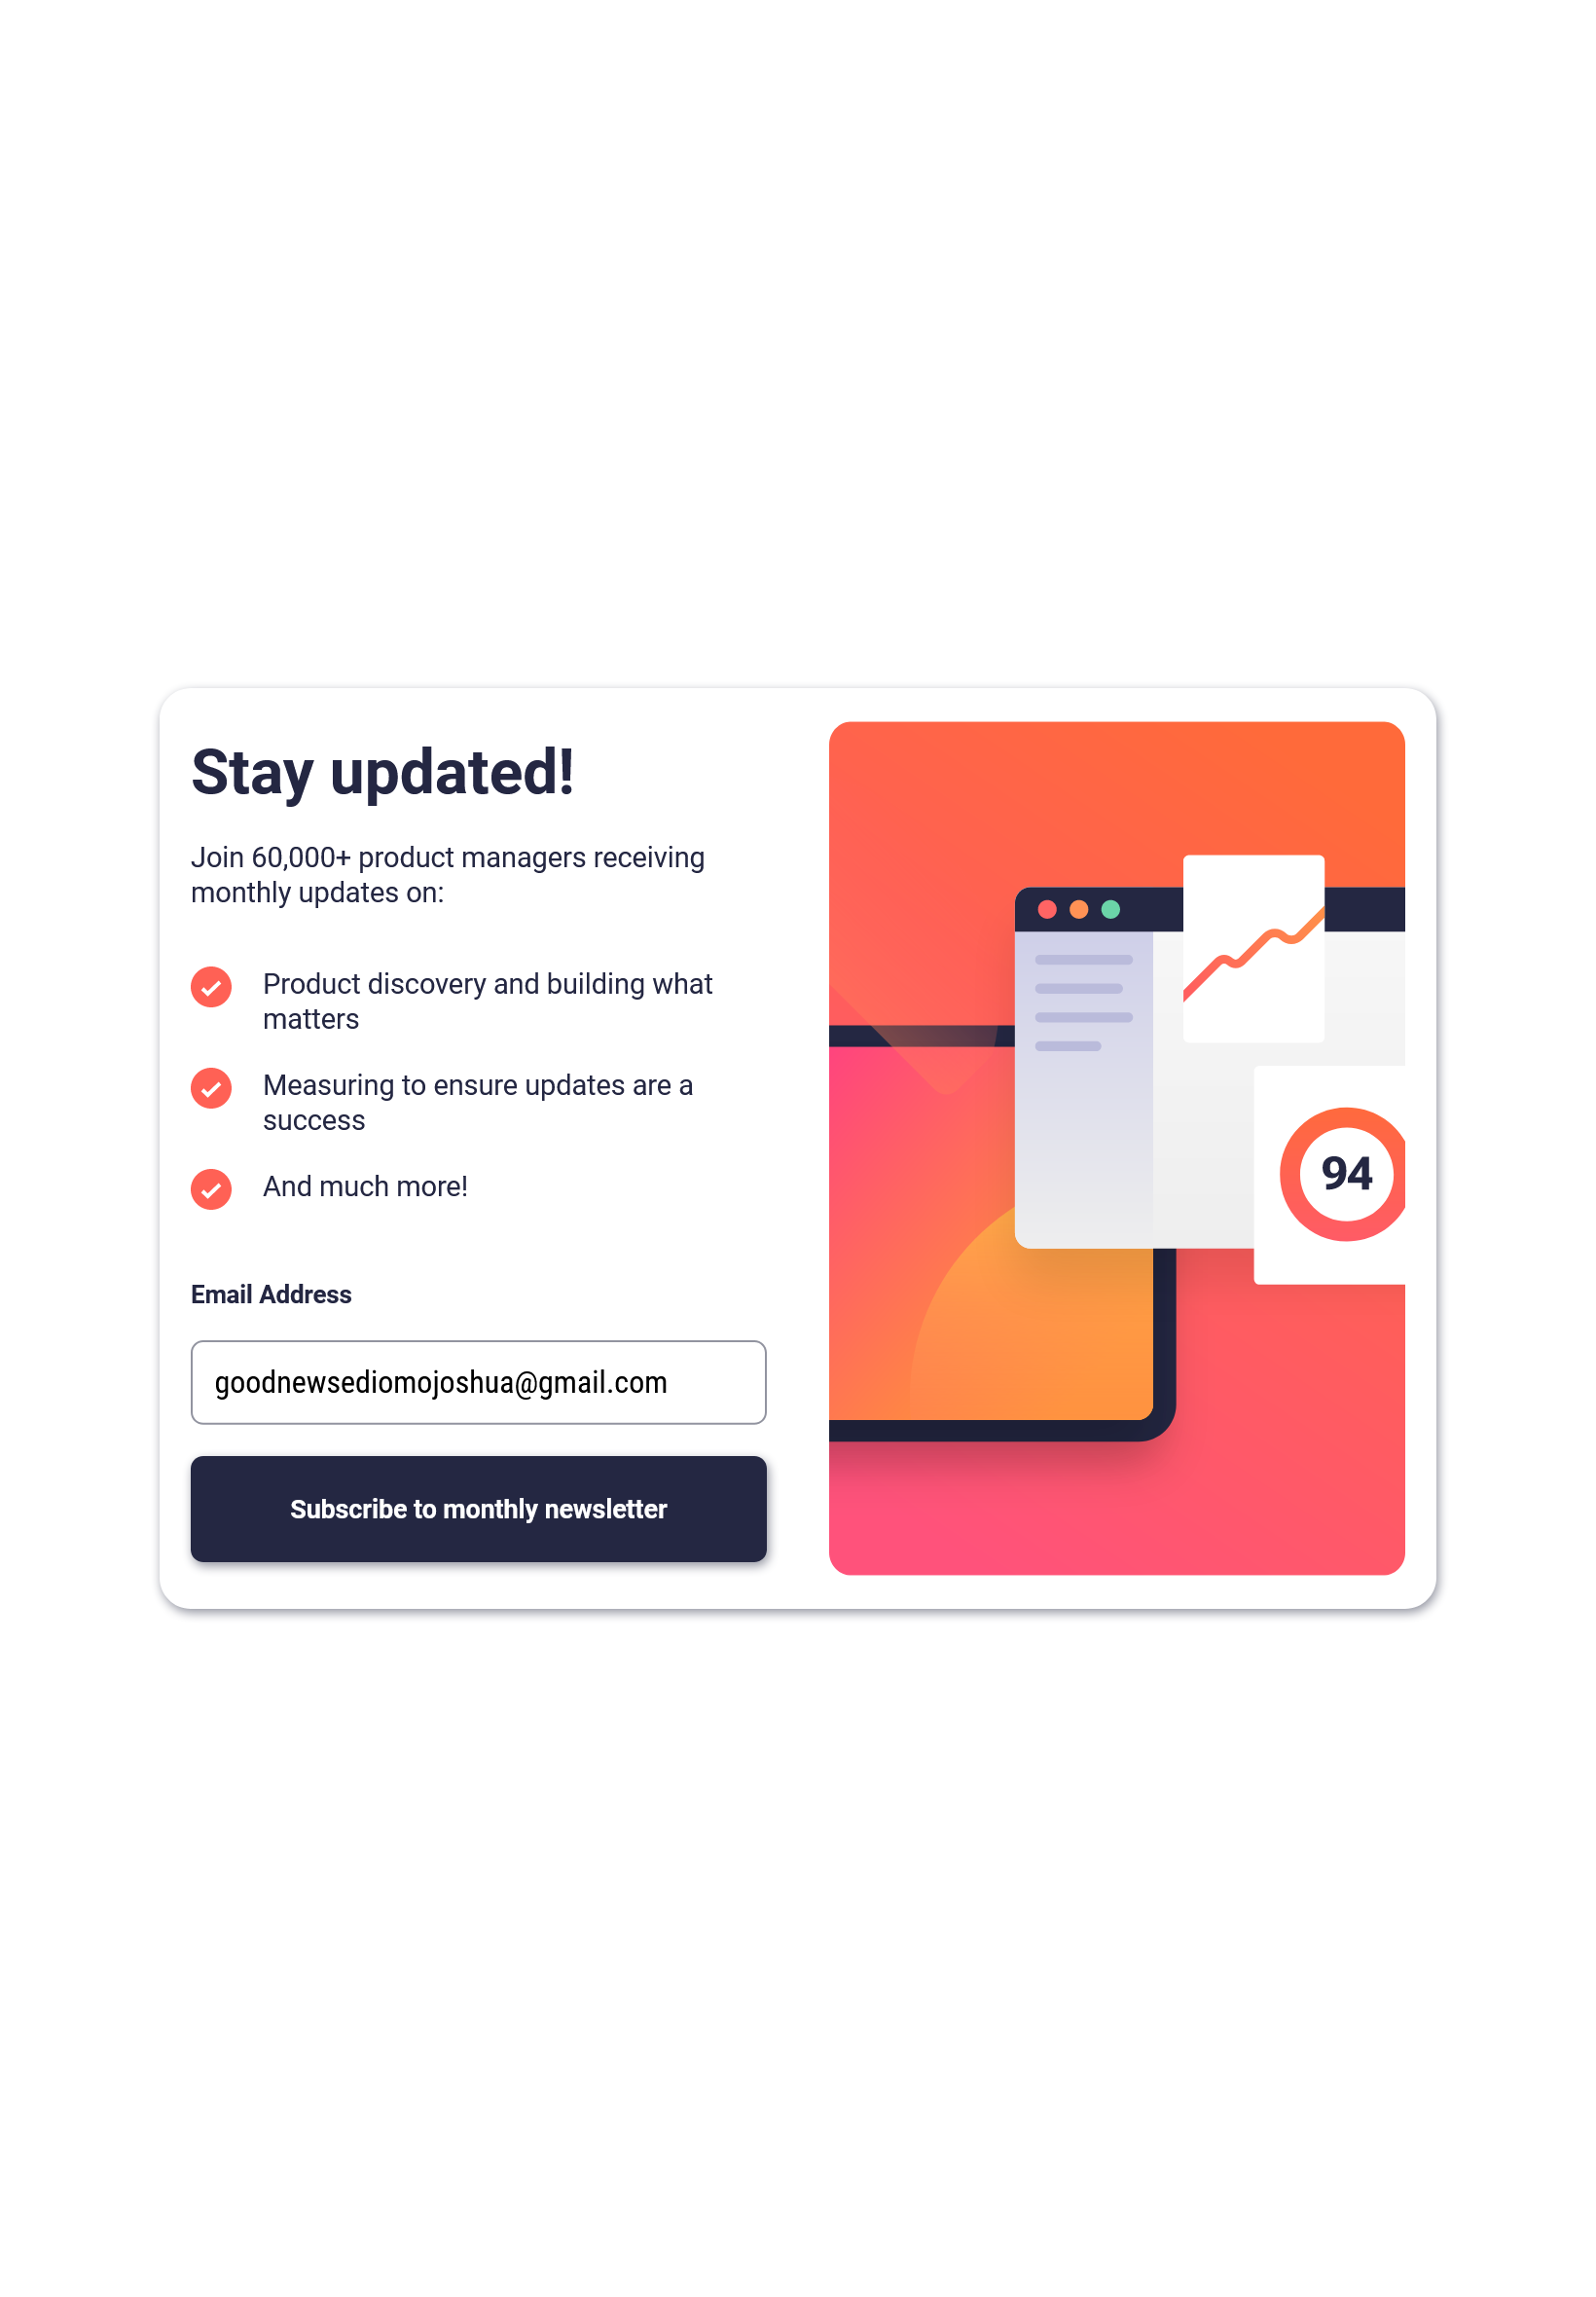 Stay updated!
Join 60,000+ product managers receiving
monthly updates on:
Product discovery and building what
matters
Measuring to ensure updates are a
success
And much more!
Email Address
goodnewsediomojoshua@gmail.com
Subscribe to monthly newsletter
94